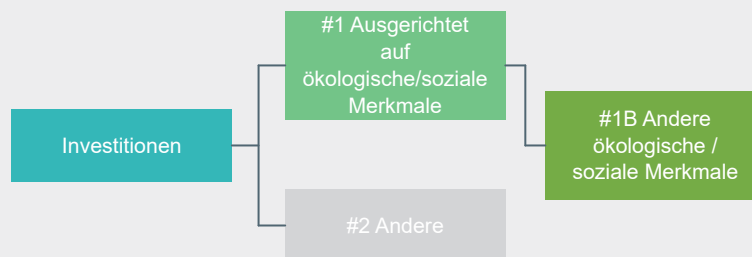 #1 Ausgerichtet
auf
ökologische/soziale
Merkmale
Investitionen
#1B Andere
ökologische /
soziale Merkmale
#2 Andere